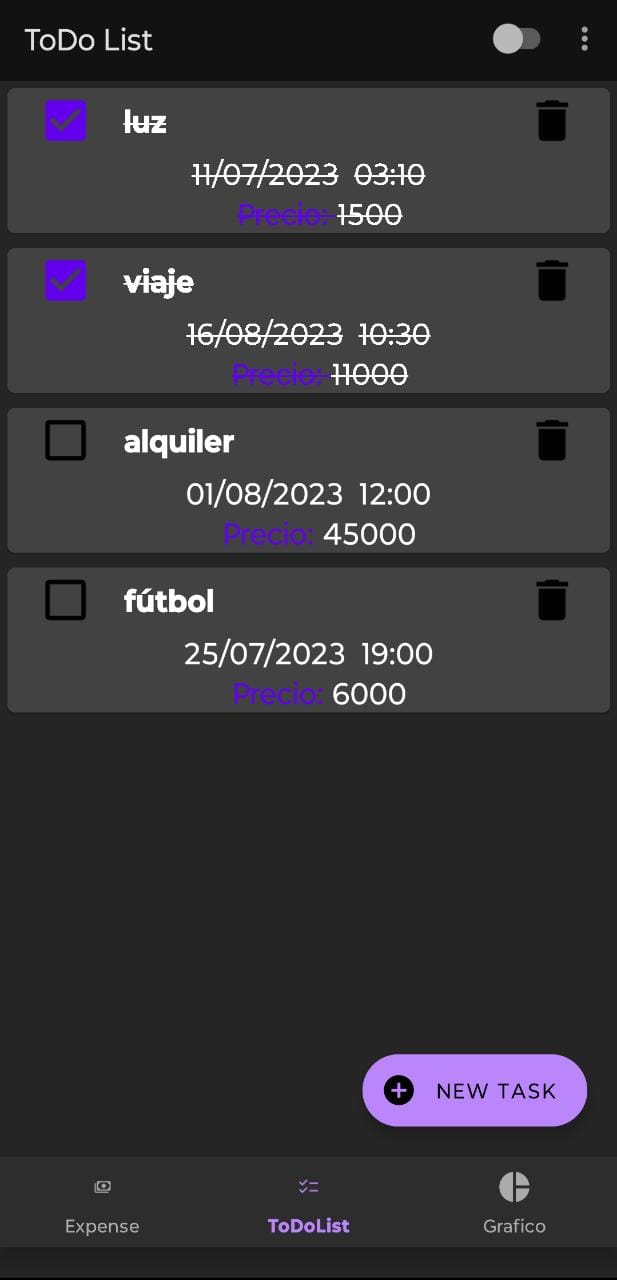 ToDo List
luz
11/07/2023 03:10
Precio: 1500
viaje
16/08/2023 10:30
Precio: 11000
alquiler
01/08/2023 12:00
Precio: 45000
fútbol
25/07/2023 19:00
Precio: 6000
NEW TASK
Expense ToDoList Grafico